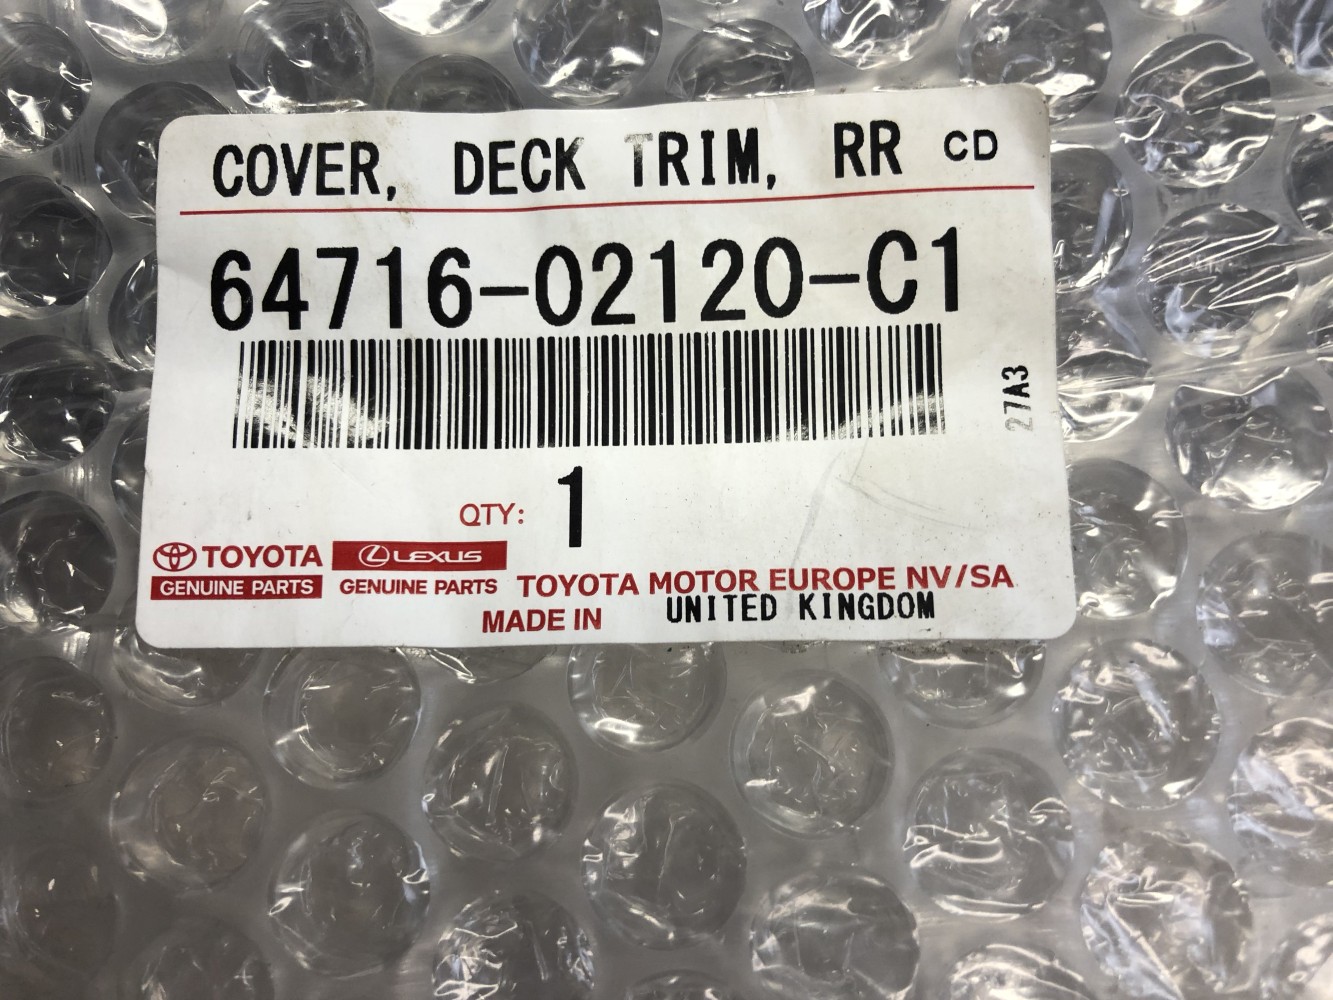 COVER, DECK TRIM, RR CD
64716-02120-C1
27A3
QTY: 1
TOYOTA LEXUS
GENUINE PARTS GENUINE PARTS TOYOTA MOTOR EUROPE NV/SA
MADE IN UNITED KINGDOM